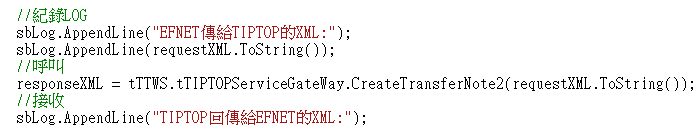 //紀錄LOG
sbLog.AppendLine("EFNET傳給TIPTOP的XML:");
sbLog.AppendLine(requestXML.ToString());
//呼叫
responseXML = tTTWS.tTIPTOPServiceGateWay.CreateTransferNote2(requestXML.ToString());
//接收
sbLog.AppendLine("TIPTOP回傳給EFNET的XML:");